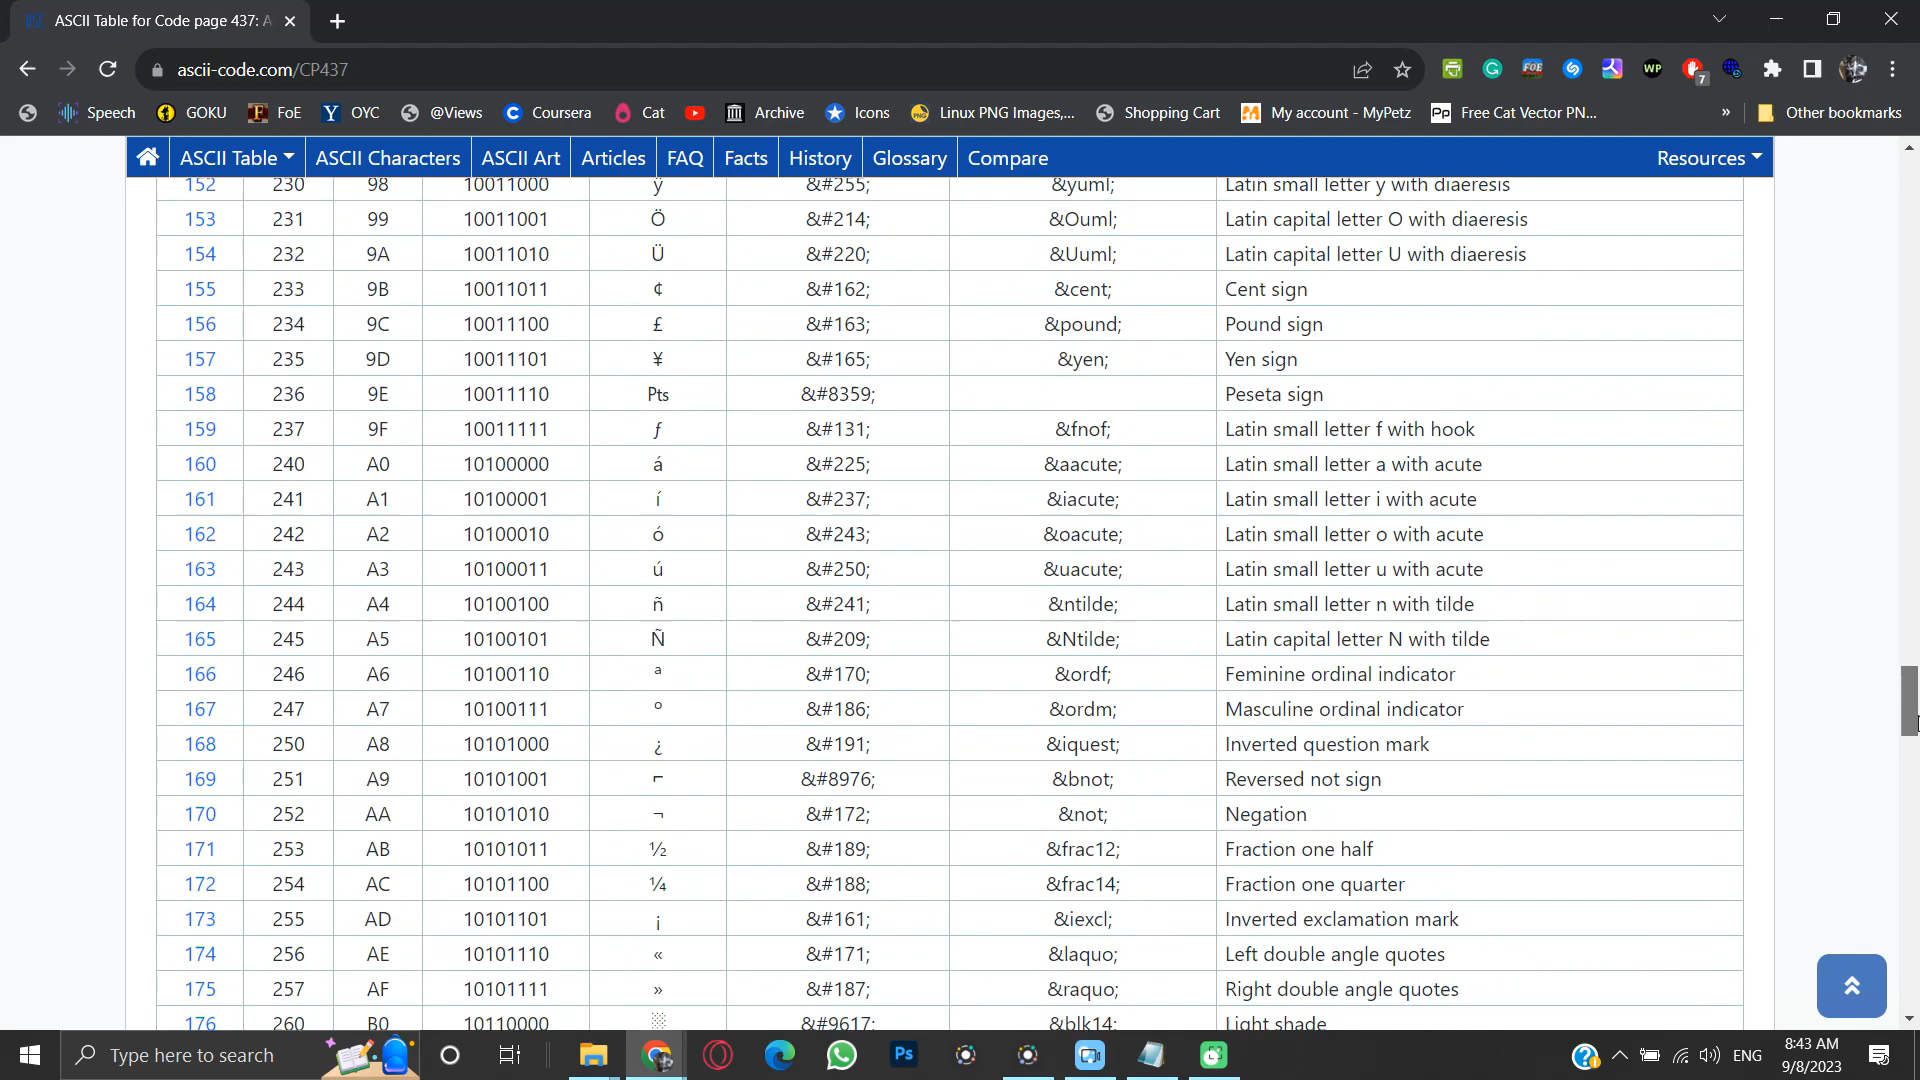 ASCII Table for Code page 437: A
ascii-code.com/CP437
FOE
WP
7
Speech GOKU FoE OYC @Views Coursera Cat Archive Icons Linux PNG Images,... Shopping Cart My account - MyPetz Free Cat Vector PN... » Other bookmarks
ASCII Table ASCII Characters ASCII Art Articles FAQ Facts History Glossary Compare Resources
152 230 98 10011000 ÿ &#255; &yuml; Latin small letter y with diaeresis
153 231 99 10011001 Ö &#214; &Ouml; Latin capital letter O with diaeresis
154 232 9A 10011010 Ü &#220; &Uuml; Latin capital letter U with diaeresis
155 233 9B 10011011 ¢ &#162; &cent; Cent sign
156 234 9C 10011100 £ &#163; &pound; Pound sign
157 235 9D 10011101 ¥ &#165; &yen; Yen sign
158 236 9E 10011110 ₧ &#8359; Peseta sign
159 237 9F 10011111 ƒ &#131; &fnof; Latin small letter f with hook
160 240 A0 10100000 á &#225; &aacute; Latin small letter a with acute
161 241 A1 10100001 í &#237; &iacute; Latin small letter i with acute
162 242 A2 10100010 ó &#243; &oacute; Latin small letter o with acute
163 243 A3 10100011 ú &#250; &uacute; Latin small letter u with acute
164 244 A4 10100100 ñ &#241; &ntilde; Latin small letter n with tilde
165 245 A5 10100101 Ñ &#209; &Ntilde; Latin capital letter N with tilde
166 246 A6 10100110 ª &#170; &ordf; Feminine ordinal indicator
167 247 A7 10100111 º &#186; &ordm; Masculine ordinal indicator
168 250 A8 10101000 ¿ &#191; &iquest; Inverted question mark
169 251 A9 10101001 ⌐ &#8976; &bnot; Reversed not sign
170 252 AA 10101010 ¬ &#172; &not; Negation
171 253 AB 10101011 ½ &#189; &frac12; Fraction one half
172 254 AC 10101100 ¼ &#188; &frac14; Fraction one quarter
173 255 AD 10101101 ¡ &#161; &iexcl; Inverted exclamation mark
174 256 AE 10101110 « &#171; &laquo; Left double angle quotes
175 257 AF 10101111 » &#187; &raquo; Right double angle quotes
176 260 B0 10110000 ░ &#9617; &blk14; Light shade
Type here to search
Ps
ENG
8:43 AM
9/8/2023